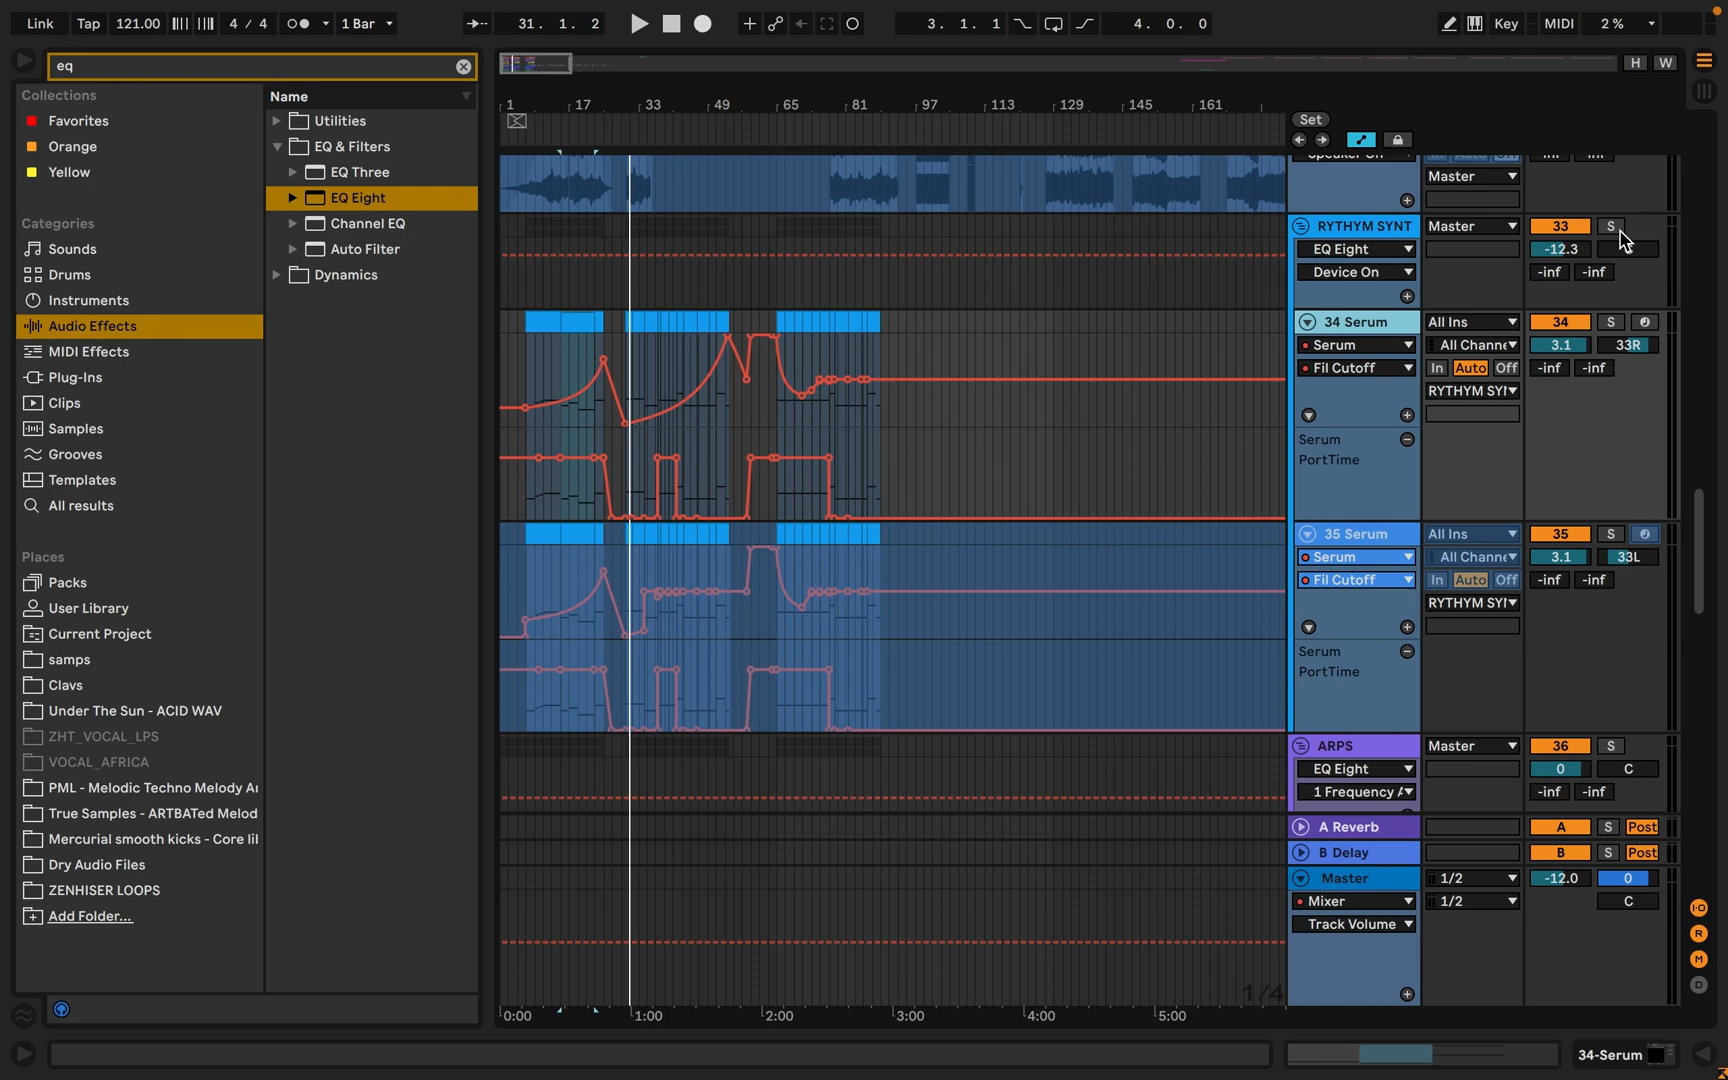 Link Tap 121.00 4 / 4 1 Bar 31. 1. 2 3. 1. 1 4. 0. 0 Key MIDI 2 %
eq
H W
Collections
Name
Favorites
Orange
Yellow
Categories
Sounds
Drums
Instruments
Audio Effects
MIDI Effects
Plug-Ins
Clips
Samples
Grooves
Templates
All results
Places
Packs
User Library
Current Project
samps
Clavs
Under The Sun - ACID WAV
ZHT_VOCAL_LPS
VOCAL_AFRICA
PML - Melodic Techno Melody
True Samples - ARTBATed Melod
Mercurial smooth kicks - Core
Dry Audio Files
ZENHISER LOOPS
Add Folder...
Utilities
EQ & Filters
EQ Three
EQ Eight
Channel EQ
Auto Filter
Dynamics
1 17 33 49 65 81 97 113 129 145 161
Set
Master
RYTHYM SYNT Master 33 S
EQ Eight -12.3
Device On -inf -inf
34 Serum All Ins 34 S
Serum All Channe 3.1 33R
Fil Cutoff In Auto Off -inf -inf
RYTHYM SYI
Serum
PortTime
35 Serum All Ins 35 S
Serum All Channe 3.1 33L
Fil Cutoff In Auto Off -inf -inf
RYTHYM SYI
Serum
PortTime
ARPS Master 36 S
EQ Eight 0 C
1 Frequency -inf -inf
A Reverb A S Post
B Delay B S Post
Master 1/2 -12.0 0
Mixer 1/2 C
Track Volume
I-O
R
M
D
1/4
0:00 1:00 2:00 3:00 4:00 5:00
34-Serum